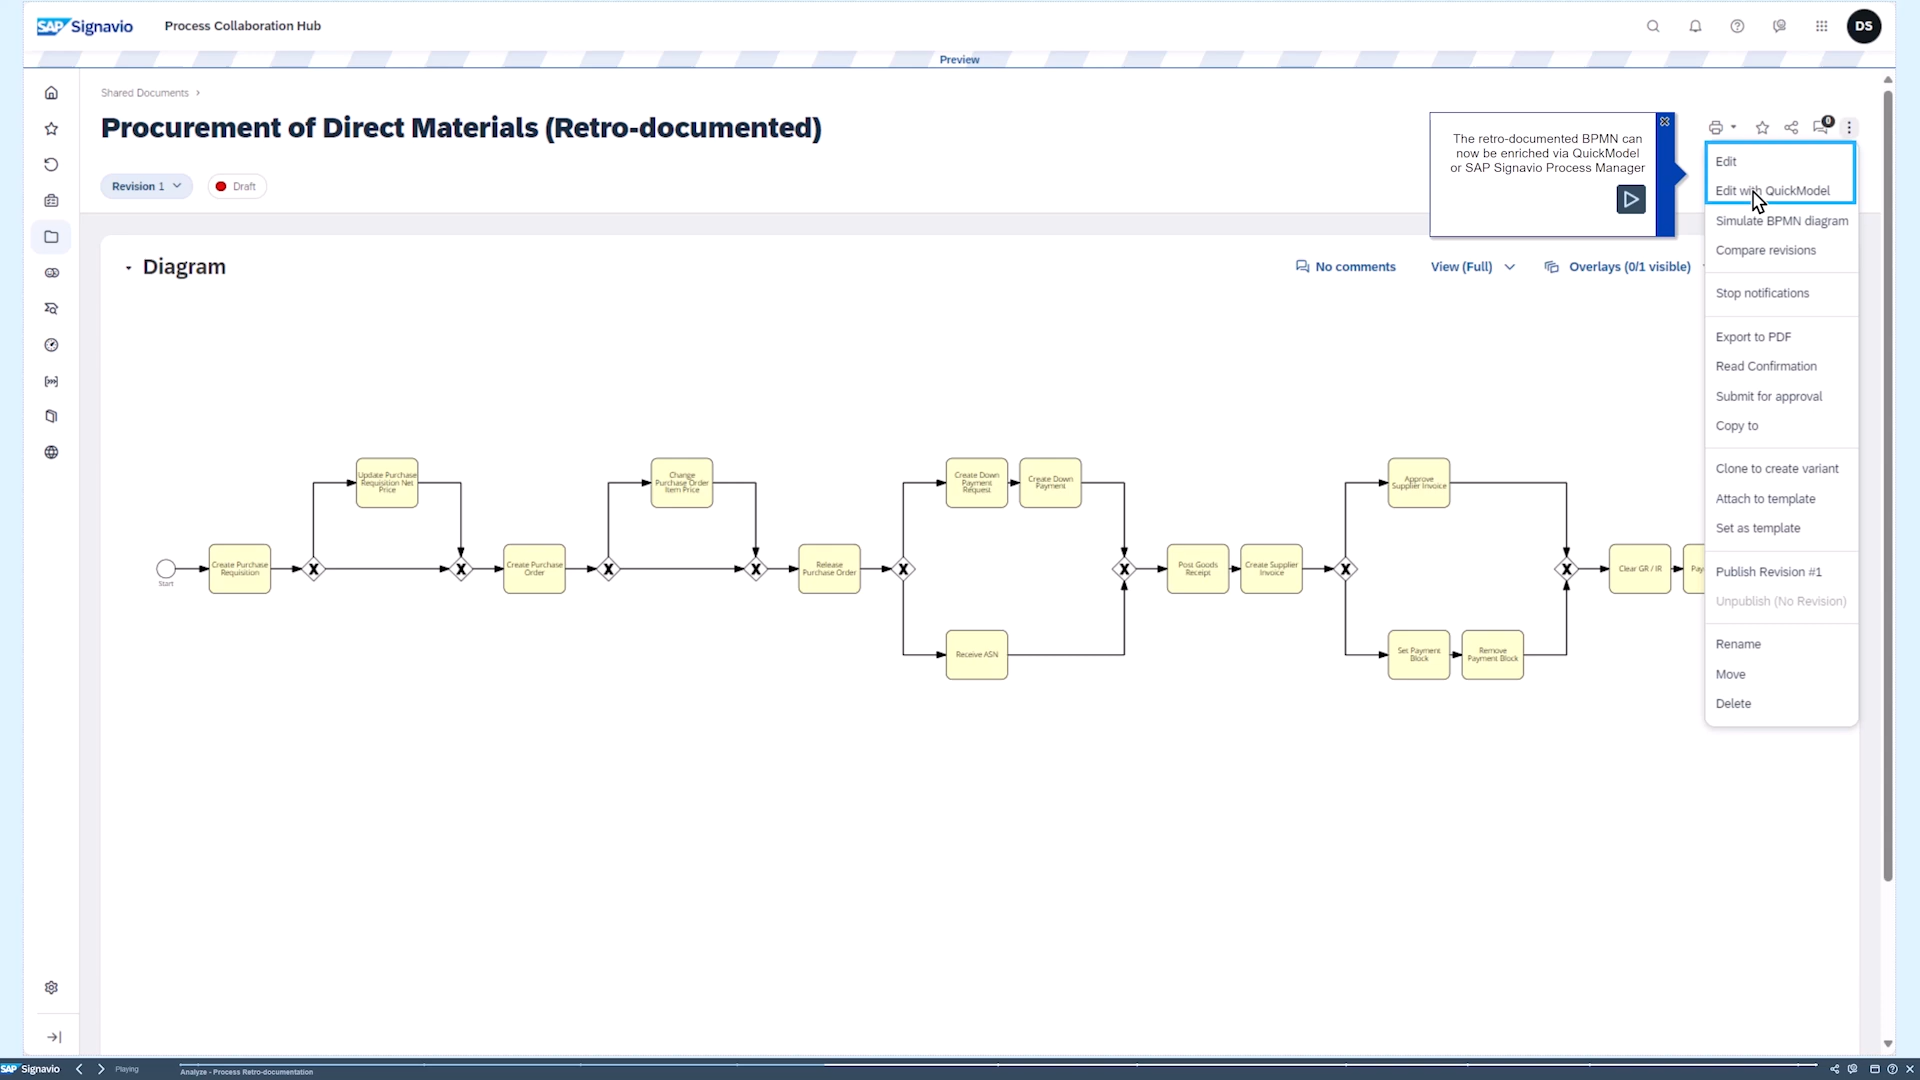 SAP Signavio
Process Collaboration Hub
DS
Preview
Shared Documents ›
Procurement of Direct Materials (Retro-documented)
Revision 1
Draft
The retro-documented BPMN can
now be enriched via QuickModel
or SAP Signavio Process Manager
0
Edit
Edit with QuickModel
Simulate BPMN diagram
Compare revisions
Stop notifications
Export to PDF
Read Confirmation
Submit for approval
Copy to
Clone to create variant
Attach to template
Set as template
Publish Revision #1
Unpublish (No Revision)
Rename
Move
Delete
Diagram
No comments
View (Full)
Overlays (0/1 visible)
Start
Create Purchase
Requisition
X
Update Purchase
Requisition Net
Price
X
Create Purchase
Order
X
Change
Purchase Order
Item Price
X
Release
Purchase Order
X
Create Down
Payment
Request
Create Down
Payment
Receive ASN
X
Post Goods
Receipt
Create Supplier
Invoice
X
Approve
Supplier Invoice
Set Payment
Block
Remove
Payment Block
X
Clear GR / IR
Pay
SAP Signavio
Playing
Analyze - Process Retro-documentation